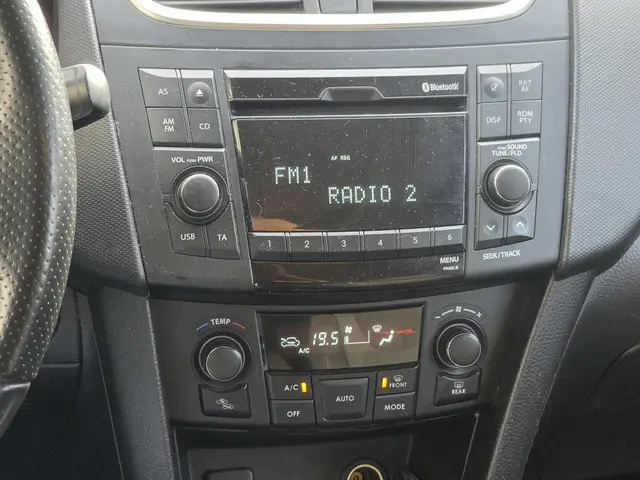 Bluetooth
AS
AM
FM
CD
PTY
AF
DISP
RDM
PTY
VOL PUSH PWR
USB
TA
AF REG
FM1
RADIO 2
PUSH SOUND
TUNE/FLD
SEEK/TRACK
1 2 3 4 5 6
MENU
TEMP
19.5
A/C
A/C
OFF
AUTO
FRONT
MODE
REAR